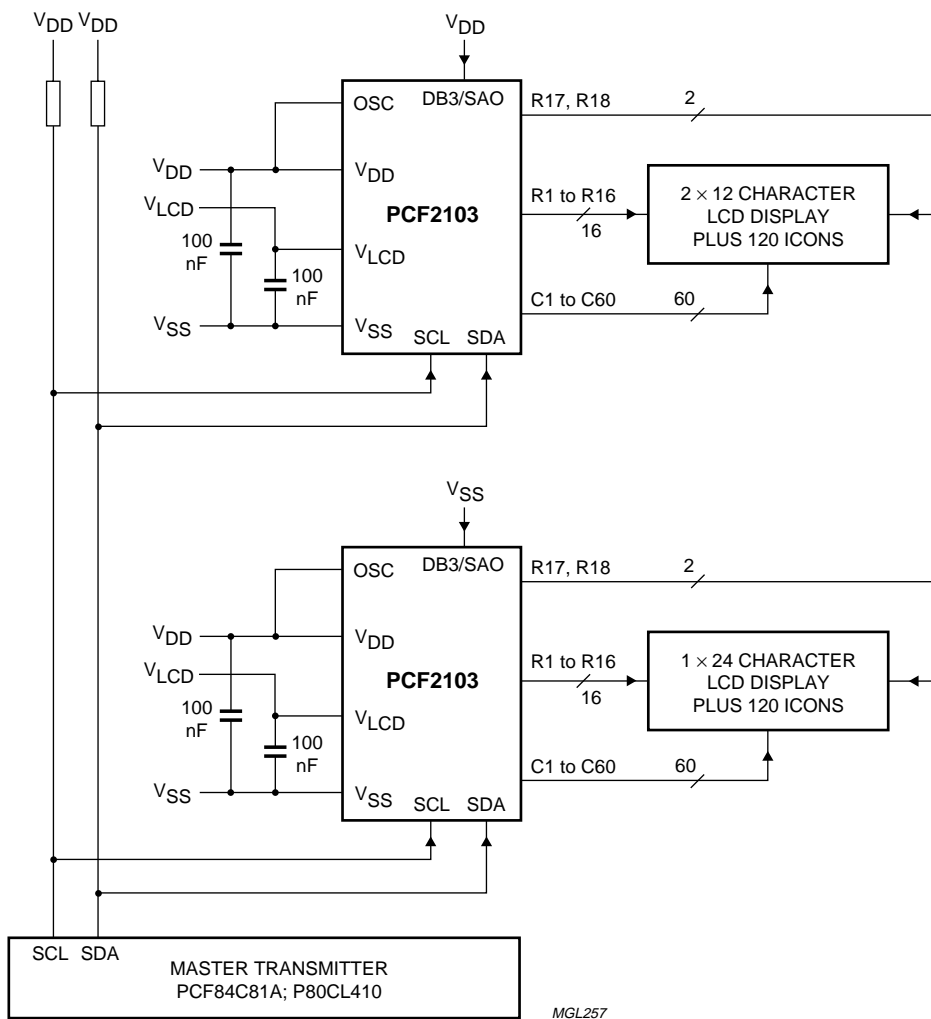 VDD VDD
VDD
DB3/SAO
OSC
R17, R18 2
VDD
VDD
VLCD
PCF2103
R1 to R16
16
2 × 12 CHARACTER
LCD DISPLAY
PLUS 120 ICONS
100
nF
VLCD
100
nF
C1 to C60 60
VSS
VSS
SCL SDA
VSS
DB3/SAO
OSC
R17, R18 2
VDD
VDD
VLCD
PCF2103
R1 to R16
16
1 × 24 CHARACTER
LCD DISPLAY
PLUS 120 ICONS
100
nF
VLCD
100
nF
C1 to C60 60
VSS
VSS
SCL SDA
SCL SDA
MASTER TRANSMITTER
PCF84C81A; P80CL410
MGL257